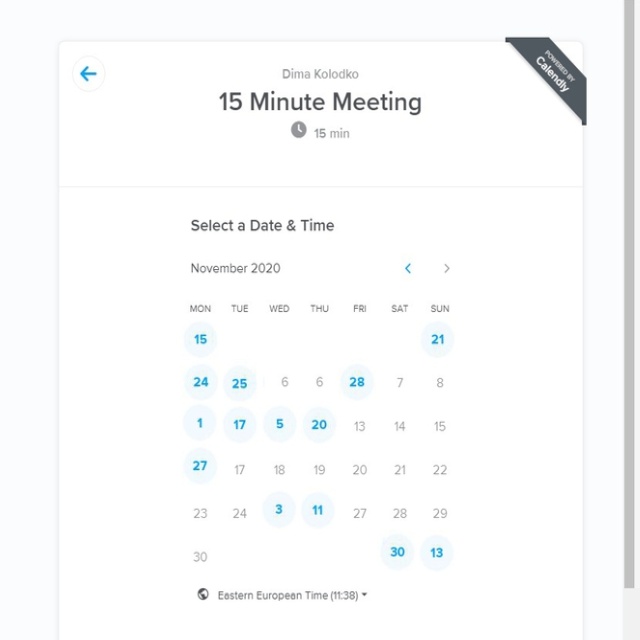 Dima Kolodko
POWERED BY
Calendly
15 Minute Meeting
15 min
Select a Date & Time
November 2020
MON TUE WED THU FRI SAT SUN
15 21
24 25 6 6 28 7 8
1 17 5 20 13 14 15
27 17 18 19 20 21 22
23 24 3 11 27 28 29
30 30 13
Eastern European Time (11:38)